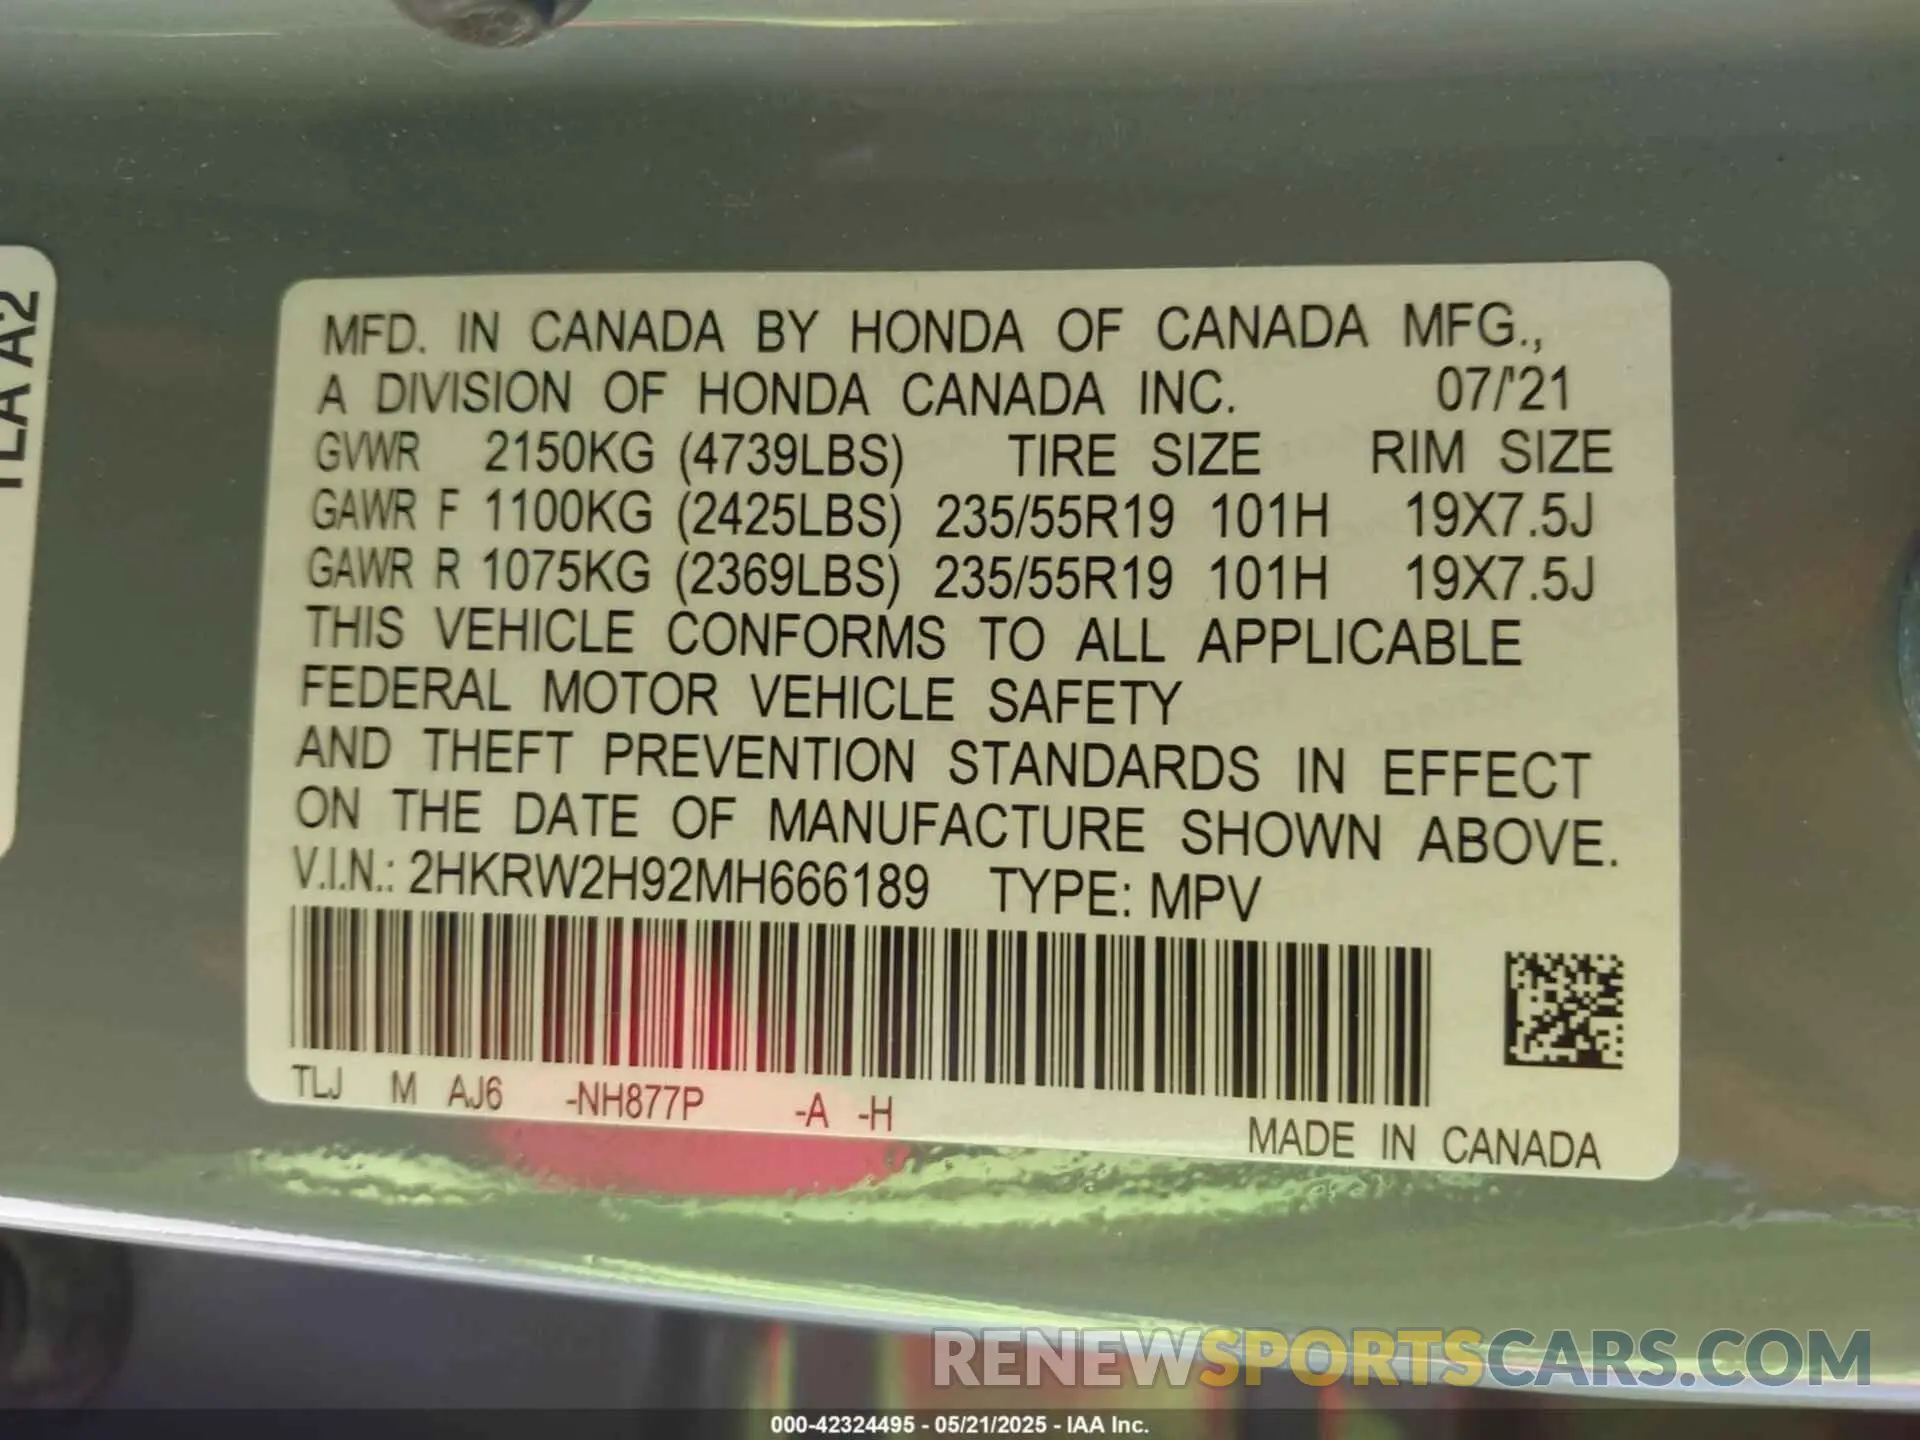 MFD. IN CANADA BY HONDA OF CANADA MFG.,
A DIVISION OF HONDA CANADA INC. 07/'21
GVWR 2150KG (4739LBS) TIRE SIZE RIM SIZE
GAWR F 1100KG (2425LBS) 235/55R19 101H 19X7.5J
GAWR R 1075KG (2369LBS) 235/55R19 101H 19X7.5J
THIS VEHICLE CONFORMS TO ALL APPLICABLE
FEDERAL MOTOR VEHICLE SAFETY
AND THEFT PREVENTION STANDARDS IN EFFECT
ON THE DATE OF MANUFACTURE SHOWN ABOVE.
V.I.N.: 2HKRW2H92MH666189 TYPE: MPV
TLJ M AJ6 -NH877P -A -H
MADE IN CANADA
TLA A2
RENEWSPORTSCARS.COM
000-42324495 - 05/21/2025 - IAA Inc.